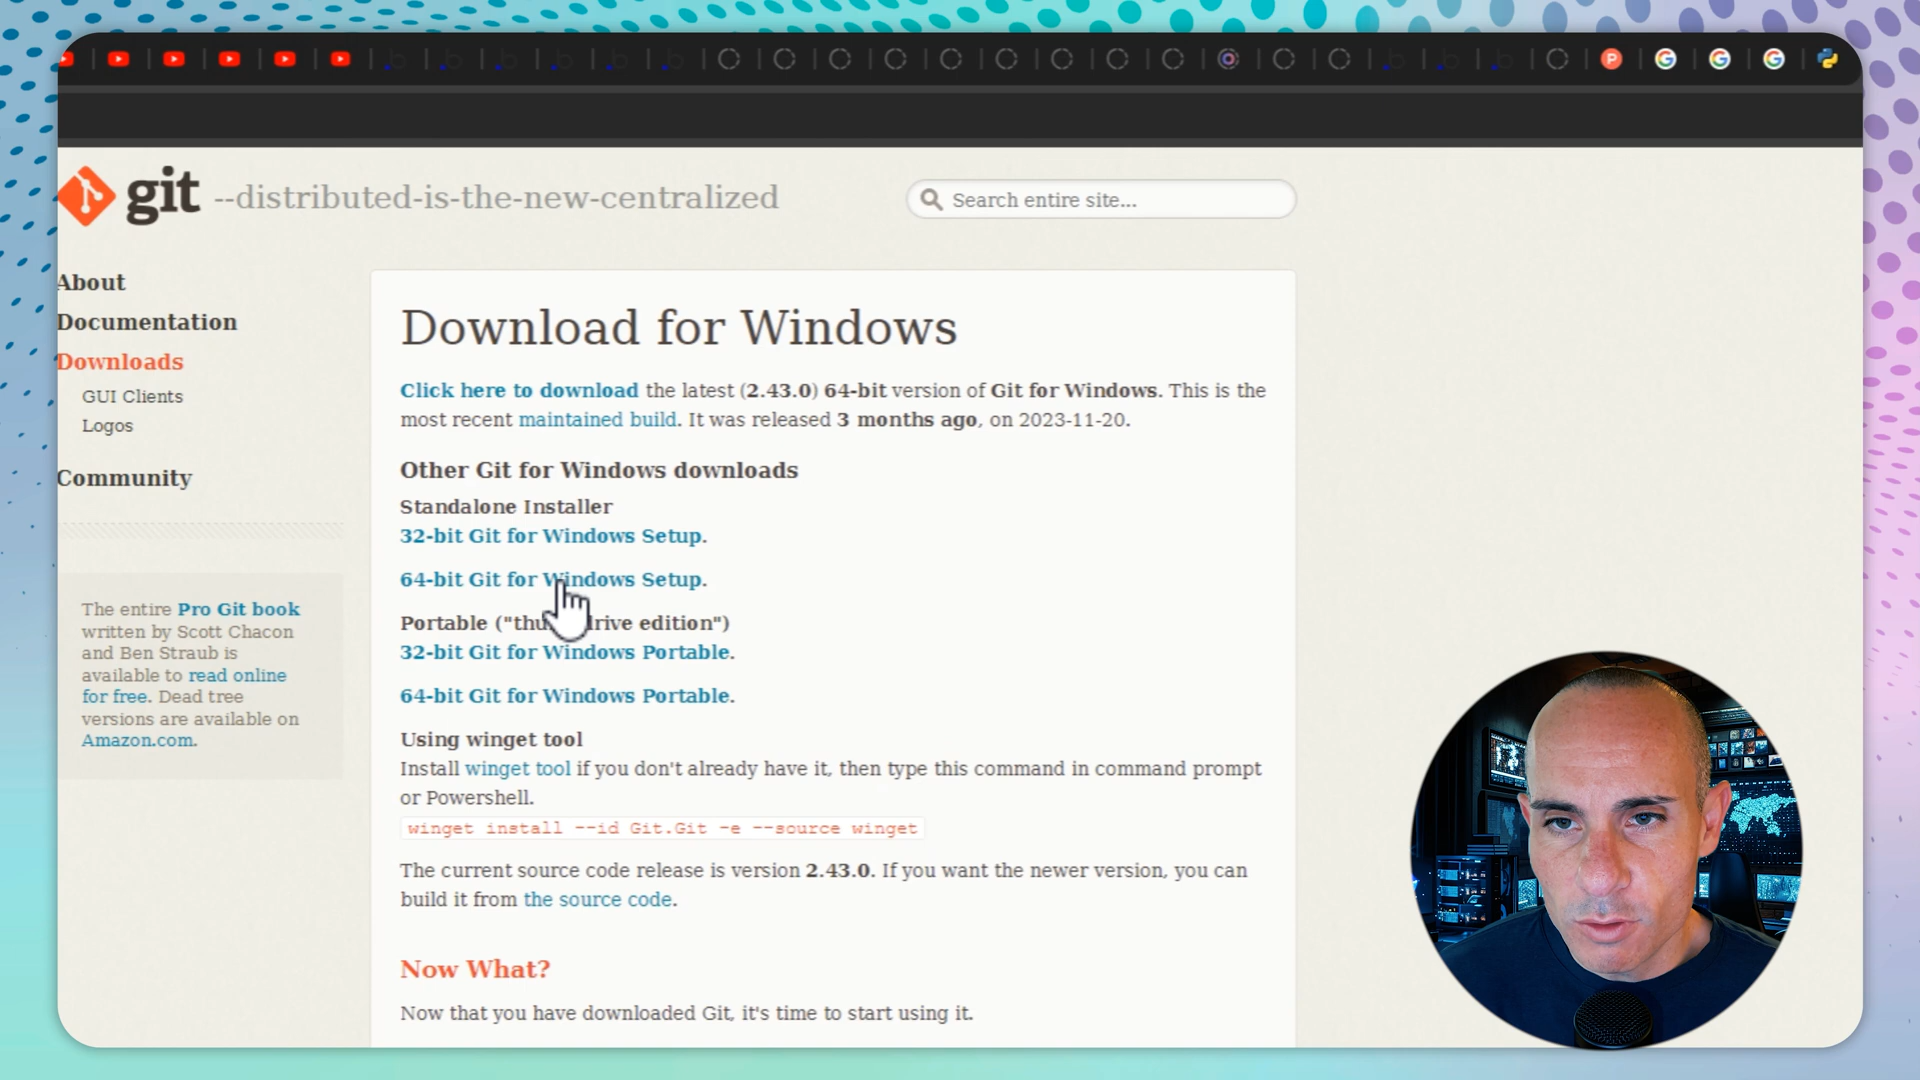 git --distributed-is-the-new-centralized
Search entire site...
About
Documentation
Downloads
GUI Clients
Logos
Community
The entire Pro Git book
written by Scott Chacon
and Ben Straub is
available to read online
for free. Dead tree
versions are available on
Amazon.com.
Download for Windows
Click here to download the latest (2.43.0) 64-bit version of Git for Windows. This is the
most recent maintained build. It was released 3 months ago, on 2023-11-20.
Other Git for Windows downloads
Standalone Installer
32-bit Git for Windows Setup.
64-bit Git for Windows Setup.
Portable ("thu rive edition")
32-bit Git for Windows Portable.
64-bit Git for Windows Portable.
Using winget tool
Install winget tool if you don't already have it, then type this command in command prompt
or Powershell.
winget install --id Git.Git -e --source winget
The current source code release is version 2.43.0. If you want the newer version, you can
build it from the source code.
Now What?
Now that you have downloaded Git, it's time to start using it.